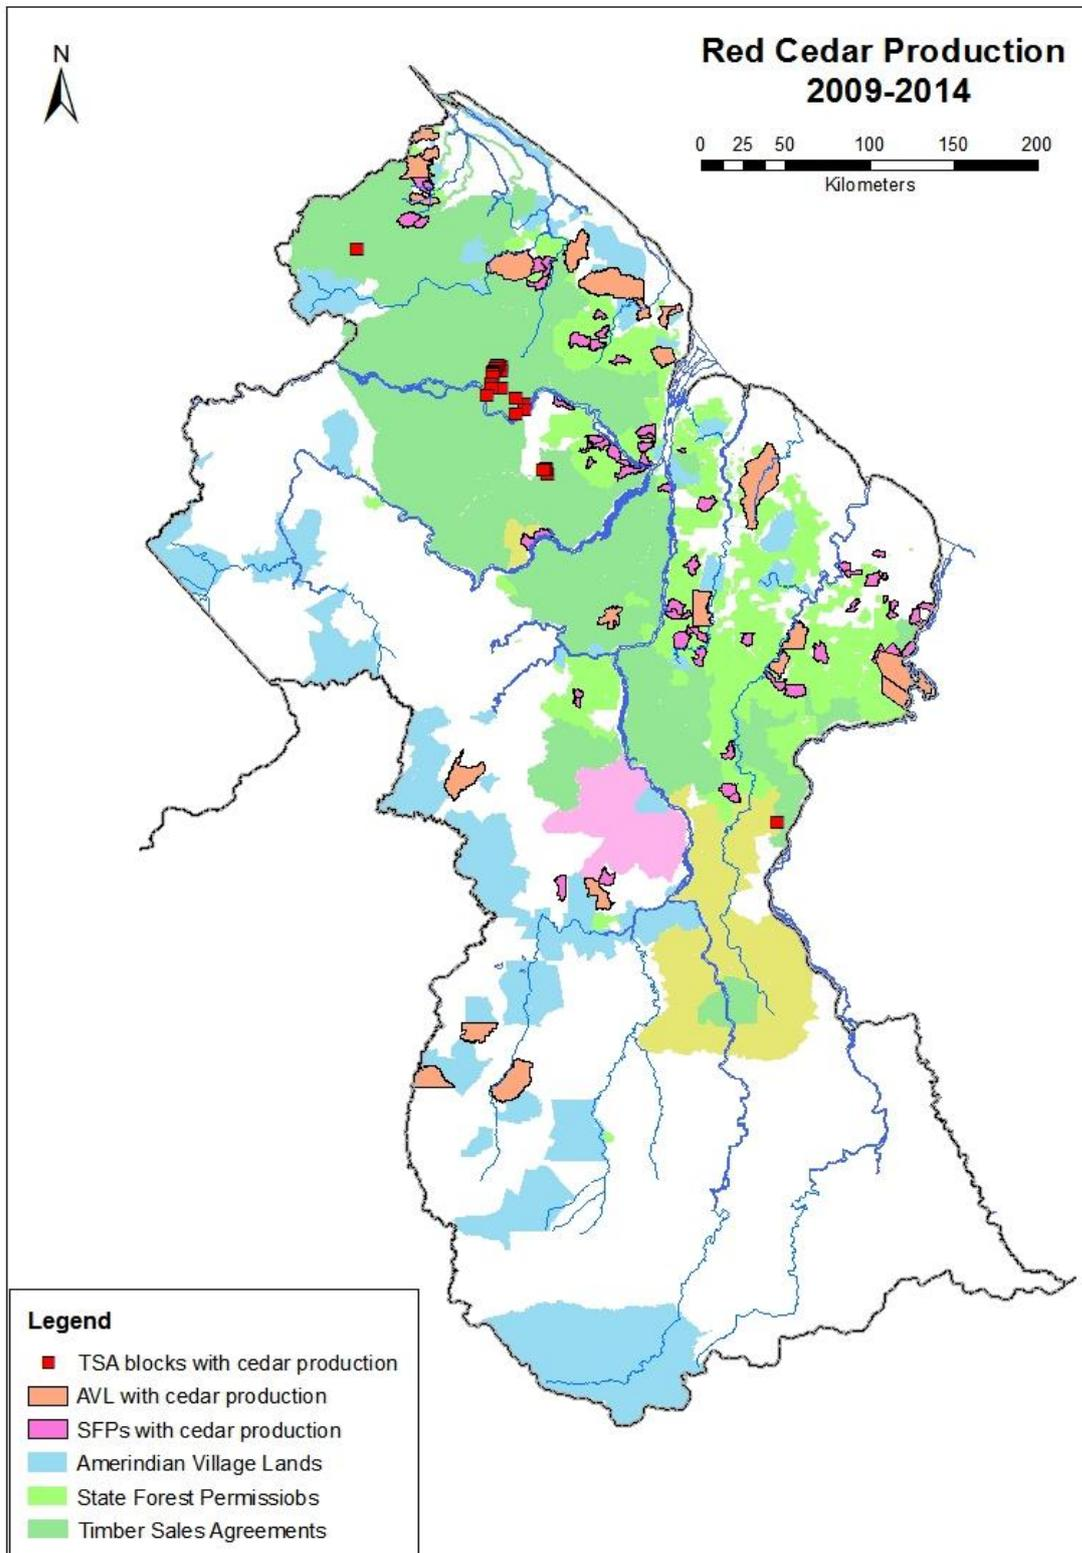 N
Red Cedar Production
2009-2014
0 25 50 100 150 200
Kilometers
Legend
TSA blocks with cedar production
AVL with cedar production
SFPs with cedar production
Amerindian Village Lands
State Forest Permissiobs
Timber Sales Agreements